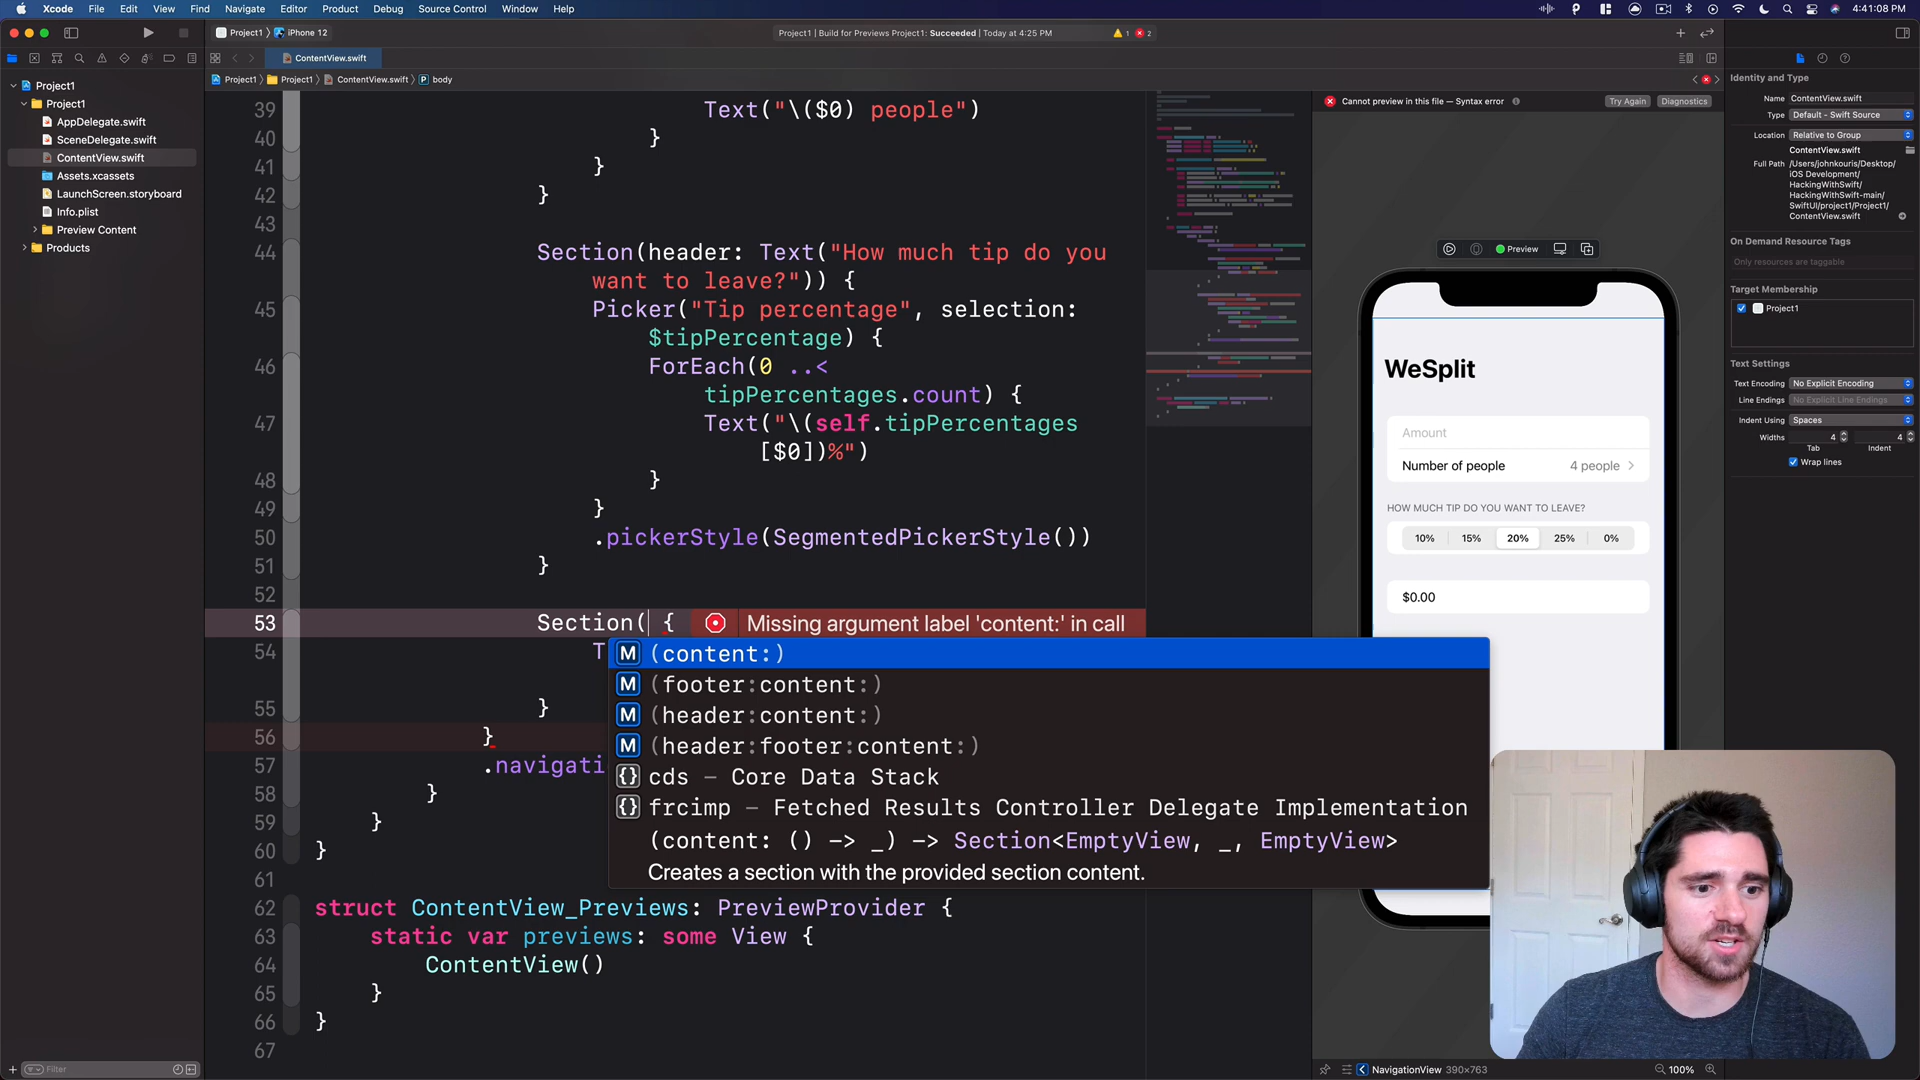 Xcode File Edit View Find Navigate Editor Product Debug Source Control Window Help 4:41:08 PM
Project1 iPhone 12 Project1 | Build for Previews Project1: Succeeded | Today at 4:25 PM 1 2
ContentView.swift
Project1 Project1 ContentView.swift P body
Project1
Project1
AppDelegate.swift
SceneDelegate.swift
ContentView.swift
Assets.xcassets
LaunchScreen.storyboard
Info.plist
Preview Content
Products
Filter
39 Text("\($0) people")
40 }
41 }
42 }
43
44 Section(header: Text("How much tip do you
want to leave?")) {
45 Picker("Tip percentage", selection:
$tipPercentage) {
46 ForEach(0 ..<
tipPercentages.count) {
47 Text("\(self.tipPercentages
[$0])%")
48 }
49 }
50 .pickerStyle(SegmentedPickerStyle())
51 }
52
53 Section( { Missing argument label 'content:' in call
54 T
55 }
56 }
57 .navigati
58 }
59 }
60 }
61
62 struct ContentView_Previews: PreviewProvider {
63 static var previews: some View {
64 ContentView()
65 }
66 }
67
M (content:)
M (footer:content:)
M (header:content:)
M (header:footer:content:)
{} cds – Core Data Stack
{} frcimp – Fetched Results Controller Delegate Implementation
(content: () -> _) -> Section<EmptyView, _, EmptyView>
Creates a section with the provided section content.
Cannot preview in this file — Syntax error Try Again Diagnostics
Preview
WeSplit
Amount
Number of people 4 people
HOW MUCH TIP DO YOU WANT TO LEAVE?
10% 15% 20% 25% 0%
$0.00
NavigationView 390×763 100%
Identity and Type
Name ContentView.swift
Type Default - Swift Source
Location Relative to Group
ContentView.swift
Full Path /Users/johnkouris/Desktop/
iOS Development/
HackingWithSwift/
HackingWithSwift-main/
SwiftUI/project1/Project1/
ContentView.swift
On Demand Resource Tags
Only resources are taggable
Target Membership
Project1
Text Settings
Text Encoding No Explicit Encoding
Line Endings No Explicit Line Endings
Indent Using Spaces
Widths 4 4
Tab Indent
Wrap lines